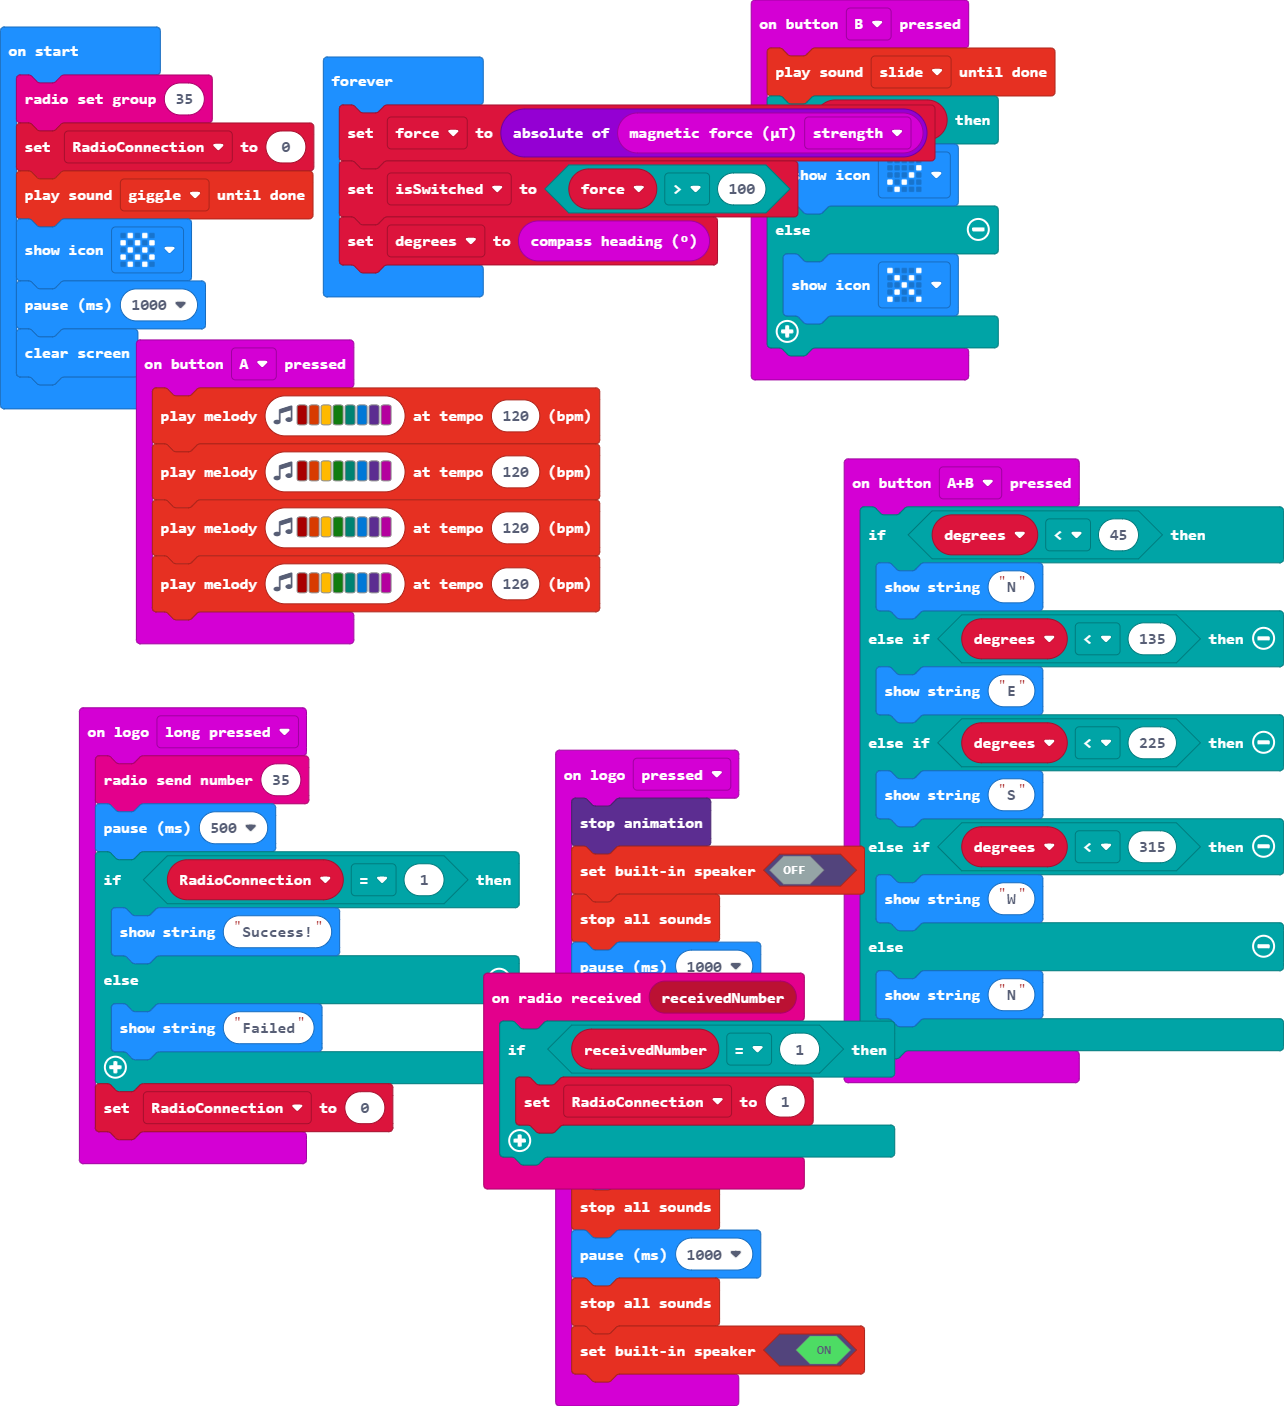 on start
radio set group 35
set RadioConnection to 0
play sound giggle until done
show icon
pause (ms) 1000
clear screen
forever
set force to absolute of magnetic force (µT) strength
set isSwitched to force > 100
set degrees to compass heading (º)
on button B pressed
play sound slide until done
then
show icon
else
show icon
on button A pressed
play melody at tempo 120 (bpm)
play melody at tempo 120 (bpm)
play melody at tempo 120 (bpm)
play melody at tempo 120 (bpm)
on button A+B pressed
if degrees < 45 then
show string "N"
else if degrees < 135 then
show string "E"
else if degrees < 225 then
show string "S"
else if degrees < 315 then
show string "W"
else
show string "N"
on logo long pressed
radio send number 35
pause (ms) 500
if RadioConnection = 1 then
show string "Success!"
else
show string "Failed"
set RadioConnection to 0
on logo pressed
stop animation
set built-in speaker OFF
stop all sounds
pause (ms) 1000
on radio received receivedNumber
if receivedNumber = 1 then
set RadioConnection to 1
stop all sounds
pause (ms) 1000
stop all sounds
set built-in speaker ON